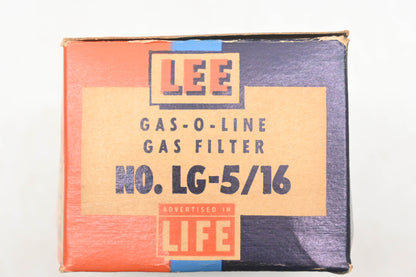 LEE
GAS-O-LINE
GAS FILTER
NO. LG-5/16
ADVERTISED IN
LIFE